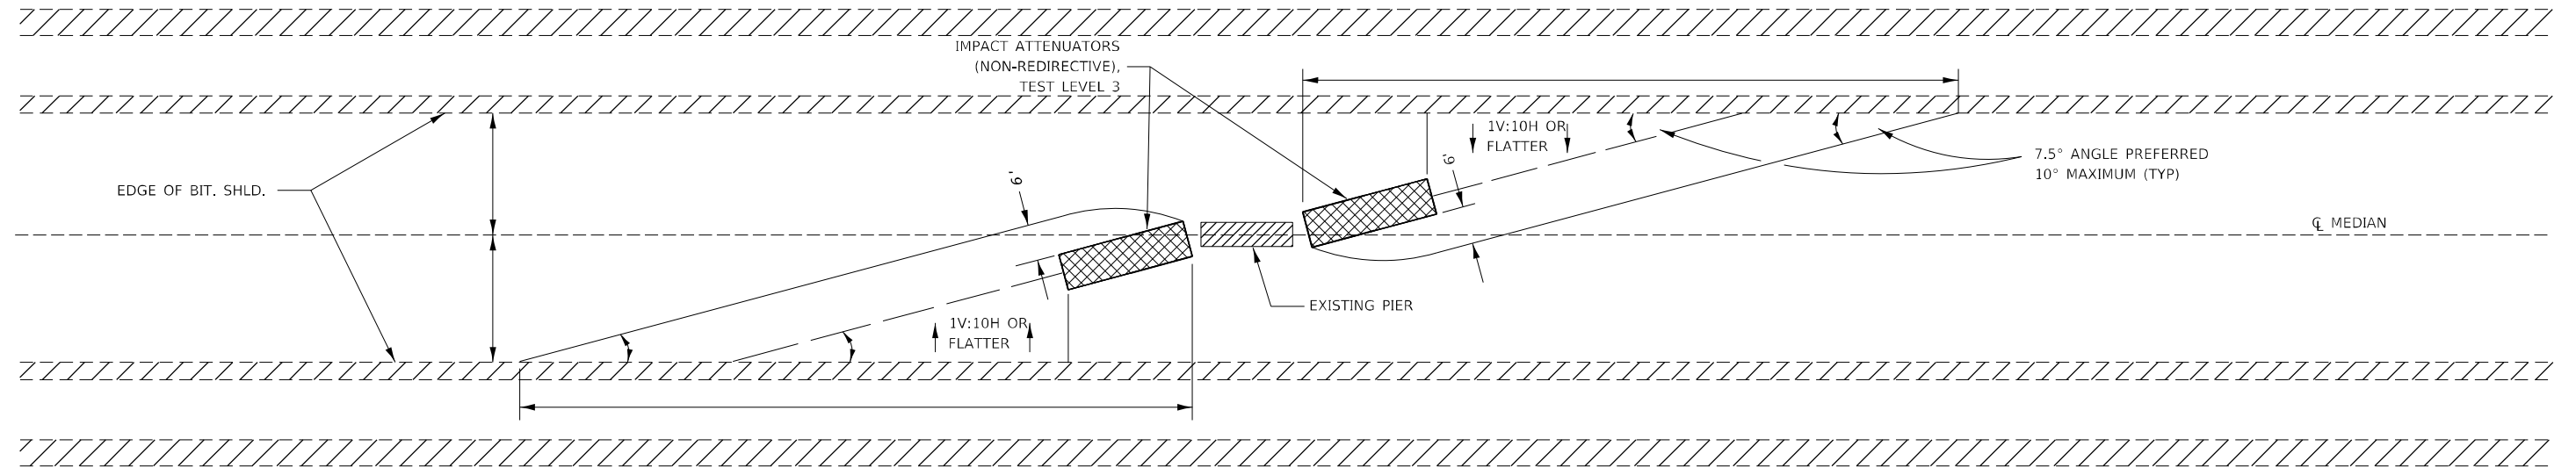 IMPACT ATTENUATORS
(NON-REDIRECTIVE),
TEST LEVEL 3
1V:10H OR
FLATTER
6'
7.5° ANGLE PREFERRED
10° MAXIMUM (TYP)
EDGE OF BIT. SHLD.
6'
℄ MEDIAN
EXISTING PIER
1V:10H OR
FLATTER